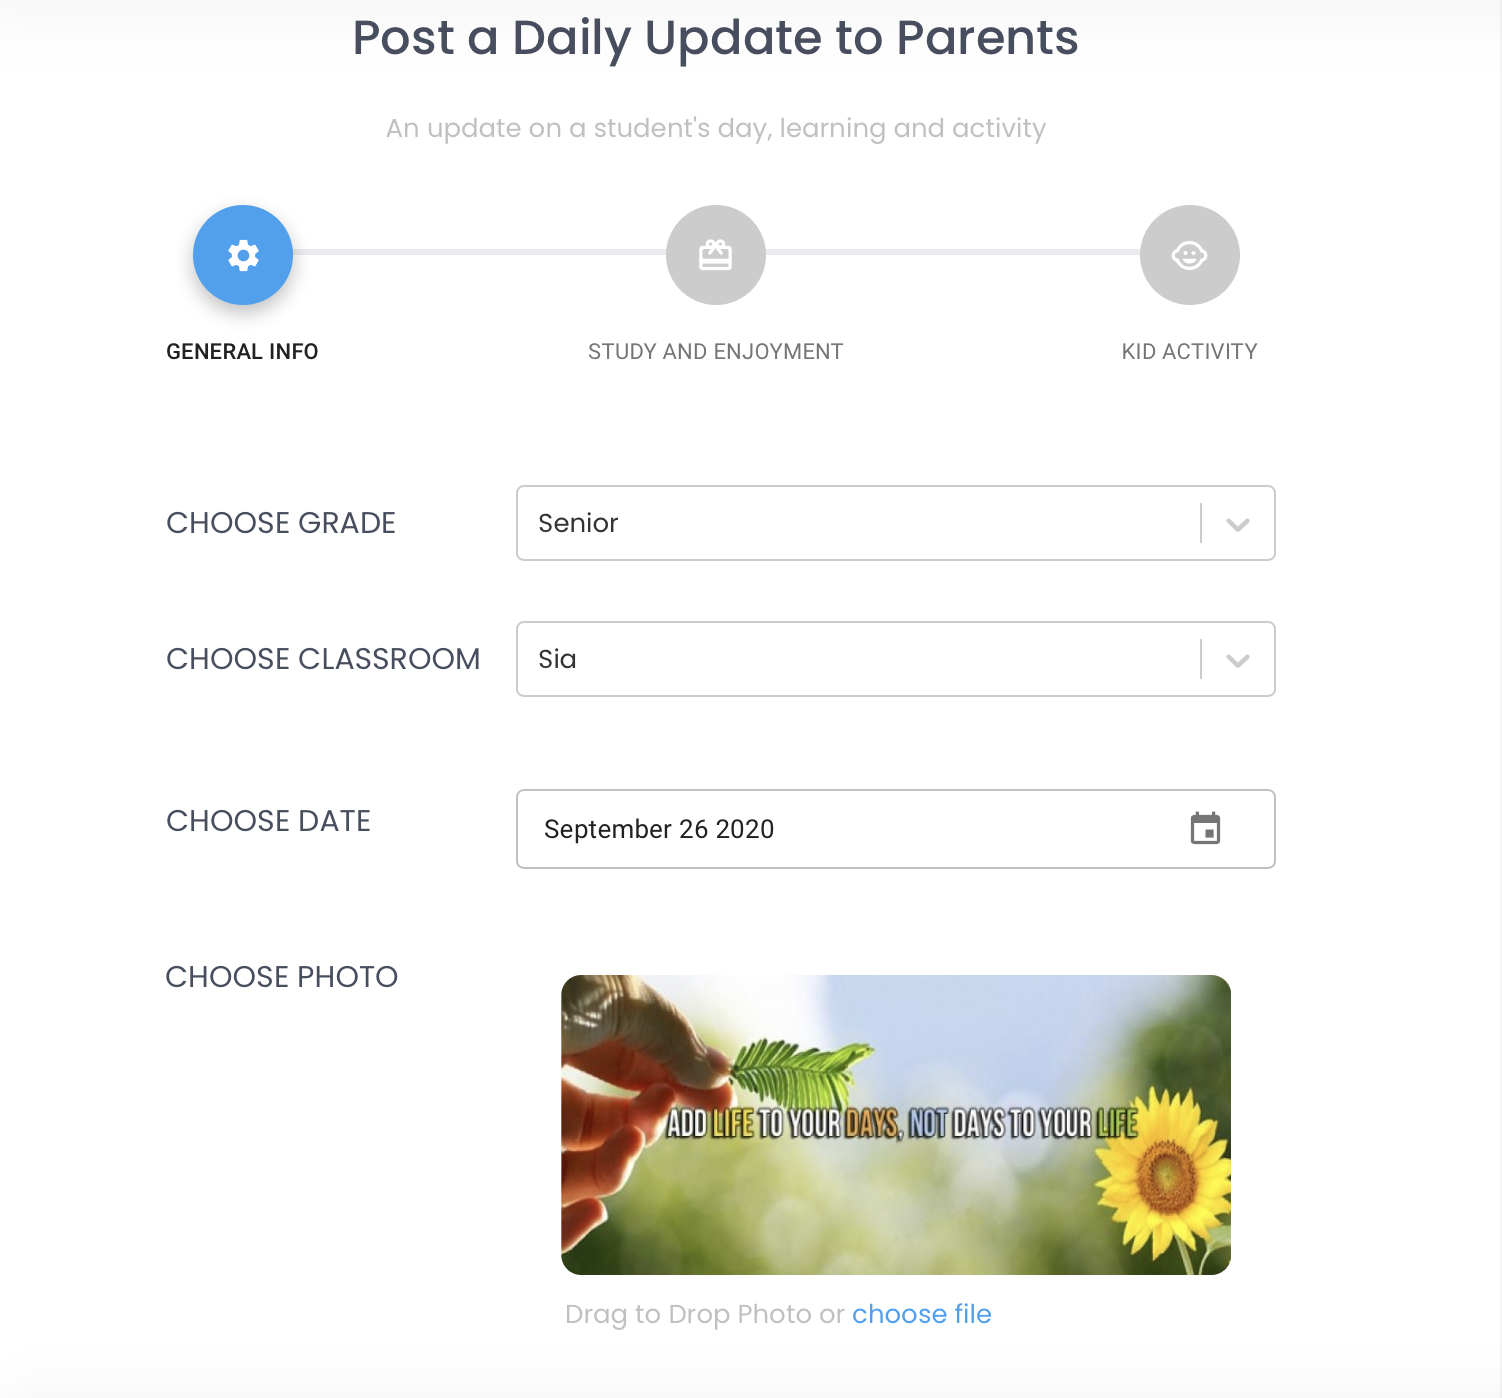 Post a Daily Update to Parents
An update on a student's day, learning and activity
GENERAL INFO
STUDY AND ENJOYMENT
KID ACTIVITY
CHOOSE GRADE
Senior
CHOOSE CLASSROOM
Sia
CHOOSE DATE
September 26 2020
CHOOSE PHOTO
ADD LIFE TO YOUR DAYS, NOT DAYS TO YOUR LIFE
Drag to Drop Photo or choose file